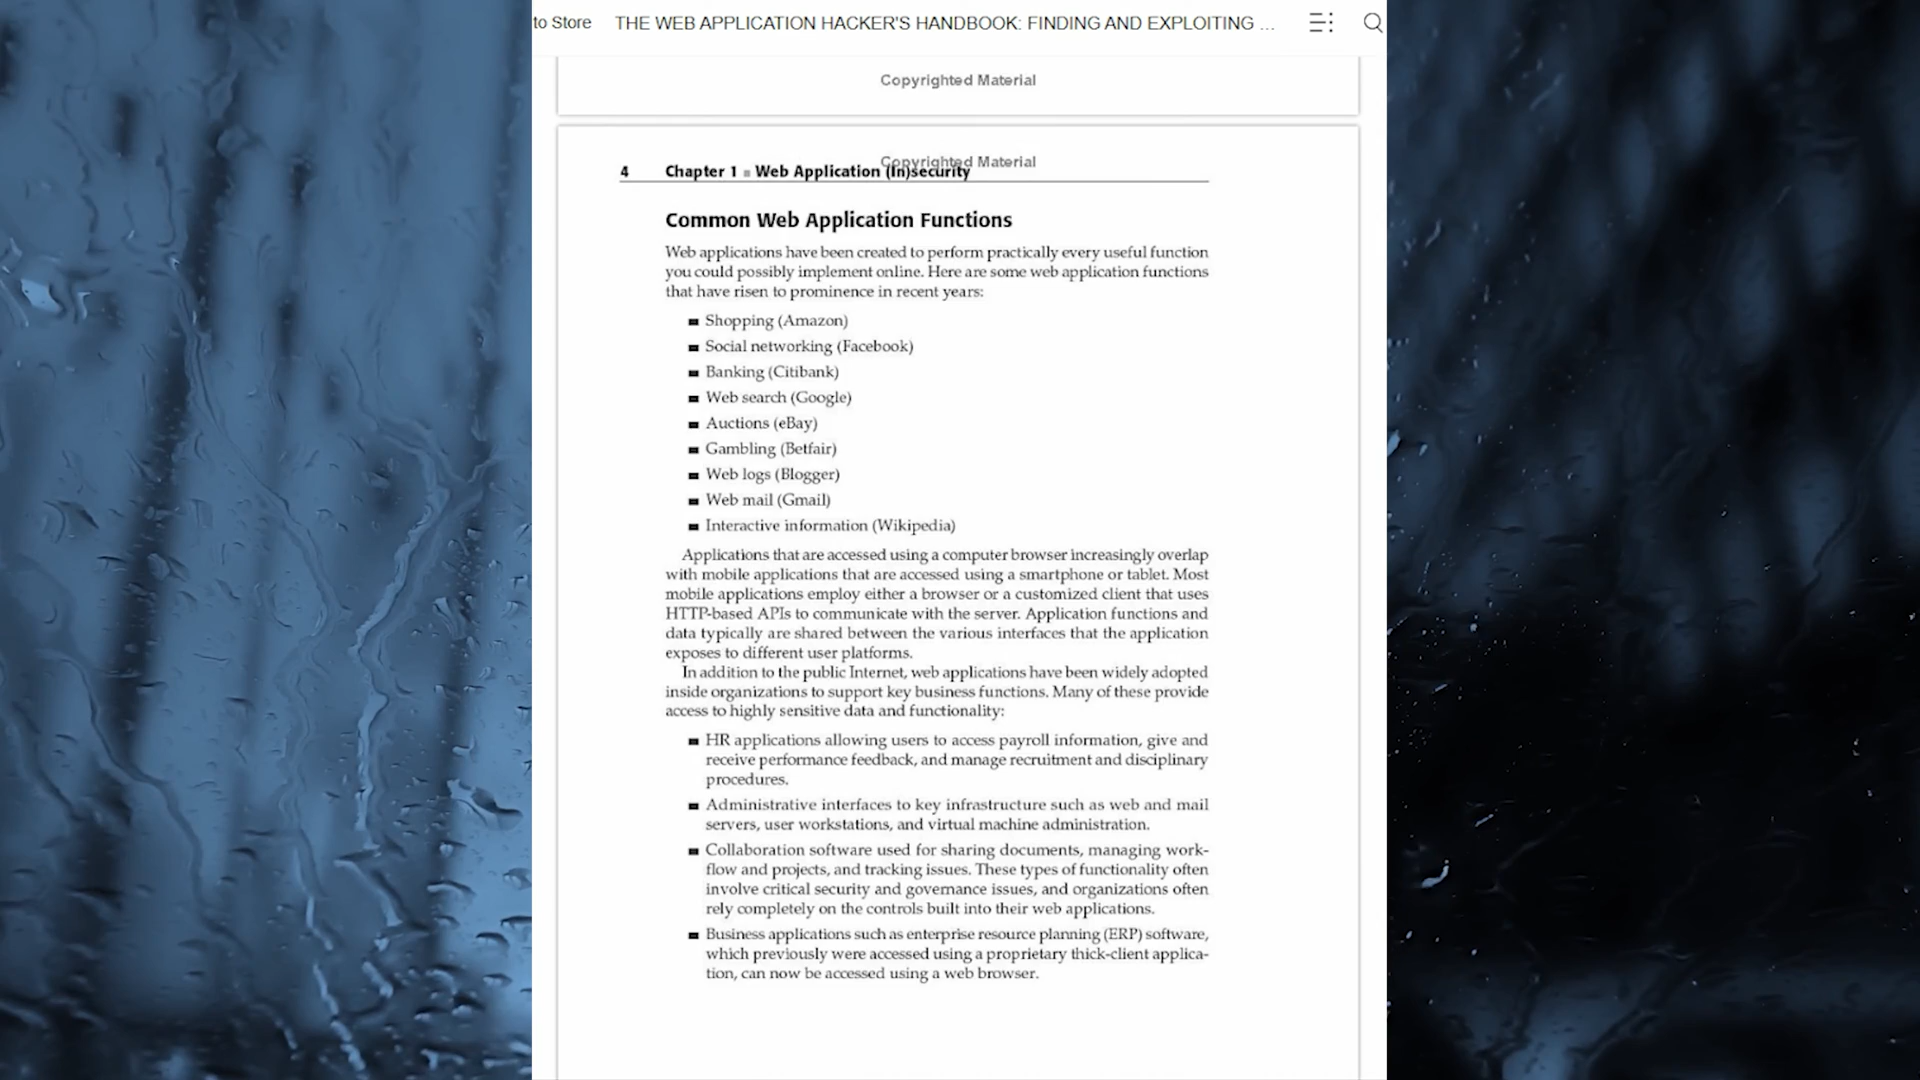 to Store THE WEB APPLICATION HACKER'S HANDBOOK: FINDING AND EXPLOITING ...
Copyrighted Material
Copyrighted Material
4 Chapter 1 ■ Web Application (In)security
Common Web Application Functions
Web applications have been created to perform practically every useful function
you could possibly implement online. Here are some web application functions
that have risen to prominence in recent years:
■ Shopping (Amazon)
■ Social networking (Facebook)
■ Banking (Citibank)
■ Web search (Google)
■ Auctions (eBay)
■ Gambling (Betfair)
■ Web logs (Blogger)
■ Web mail (Gmail)
■ Interactive information (Wikipedia)
Applications that are accessed using a computer browser increasingly overlap
with mobile applications that are accessed using a smartphone or tablet. Most
mobile applications employ either a browser or a customized client that uses
HTTP-based APIs to communicate with the server. Application functions and
data typically are shared between the various interfaces that the application
exposes to different user platforms.
In addition to the public Internet, web applications have been widely adopted
inside organizations to support key business functions. Many of these provide
access to highly sensitive data and functionality:
■ HR applications allowing users to access payroll information, give and
receive performance feedback, and manage recruitment and disciplinary
procedures.
■ Administrative interfaces to key infrastructure such as web and mail
servers, user workstations, and virtual machine administration.
■ Collaboration software used for sharing documents, managing work-
flow and projects, and tracking issues. These types of functionality often
involve critical security and governance issues, and organizations often
rely completely on the controls built into their web applications.
■ Business applications such as enterprise resource planning (ERP) software,
which previously were accessed using a proprietary thick-client applica-
tion, can now be accessed using a web browser.